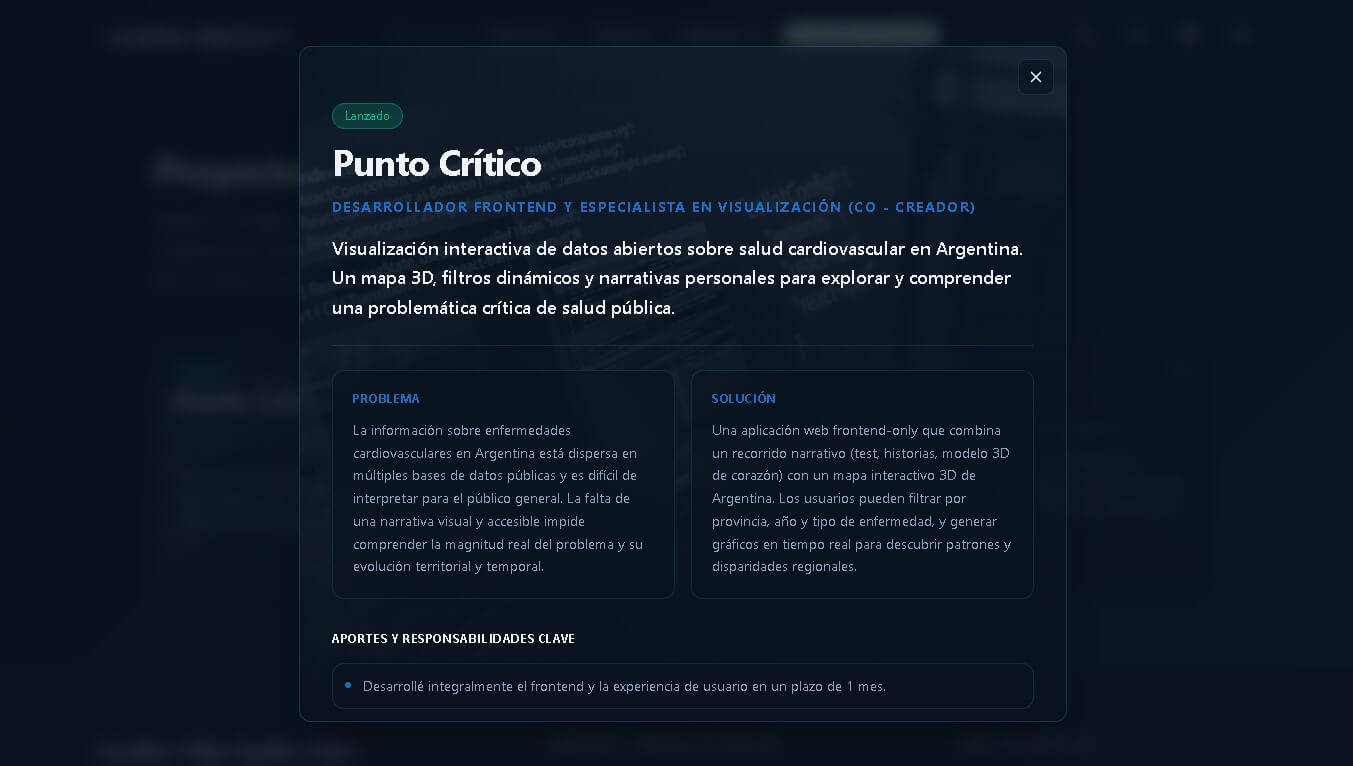 Lanzado
Punto Crítico
DESARROLLADOR FRONTEND Y ESPECIALISTA EN VISUALIZACIÓN (CO - CREADOR)
Visualización interactiva de datos abiertos sobre salud cardiovascular en Argentina.
Un mapa 3D, filtros dinámicos y narrativas personales para explorar y comprender
una problemática crítica de salud pública.
PROBLEMA
La información sobre enfermedades
cardiovasculares en Argentina está dispersa en
múltiples bases de datos públicas y es difícil de
interpretar para el público general. La falta de
una narrativa visual y accesible impide
comprender la magnitud real del problema y su
evolución territorial y temporal.
SOLUCIÓN
Una aplicación web frontend-only que combina
un recorrido narrativo (test, historias, modelo 3D
de corazón) con un mapa interactivo 3D de
Argentina. Los usuarios pueden filtrar por
provincia, año y tipo de enfermedad, y generar
gráficos en tiempo real para descubrir patrones y
disparidades regionales.
APORTES Y RESPONSABILIDADES CLAVE
Desarrollé integralmente el frontend y la experiencia de usuario en un plazo de 1 mes.